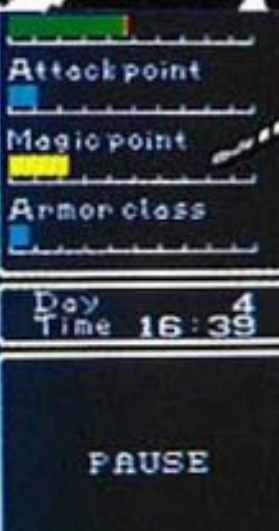 Attack point
Magic point
Armor class
Day 4
Time 16:39
PAUSE